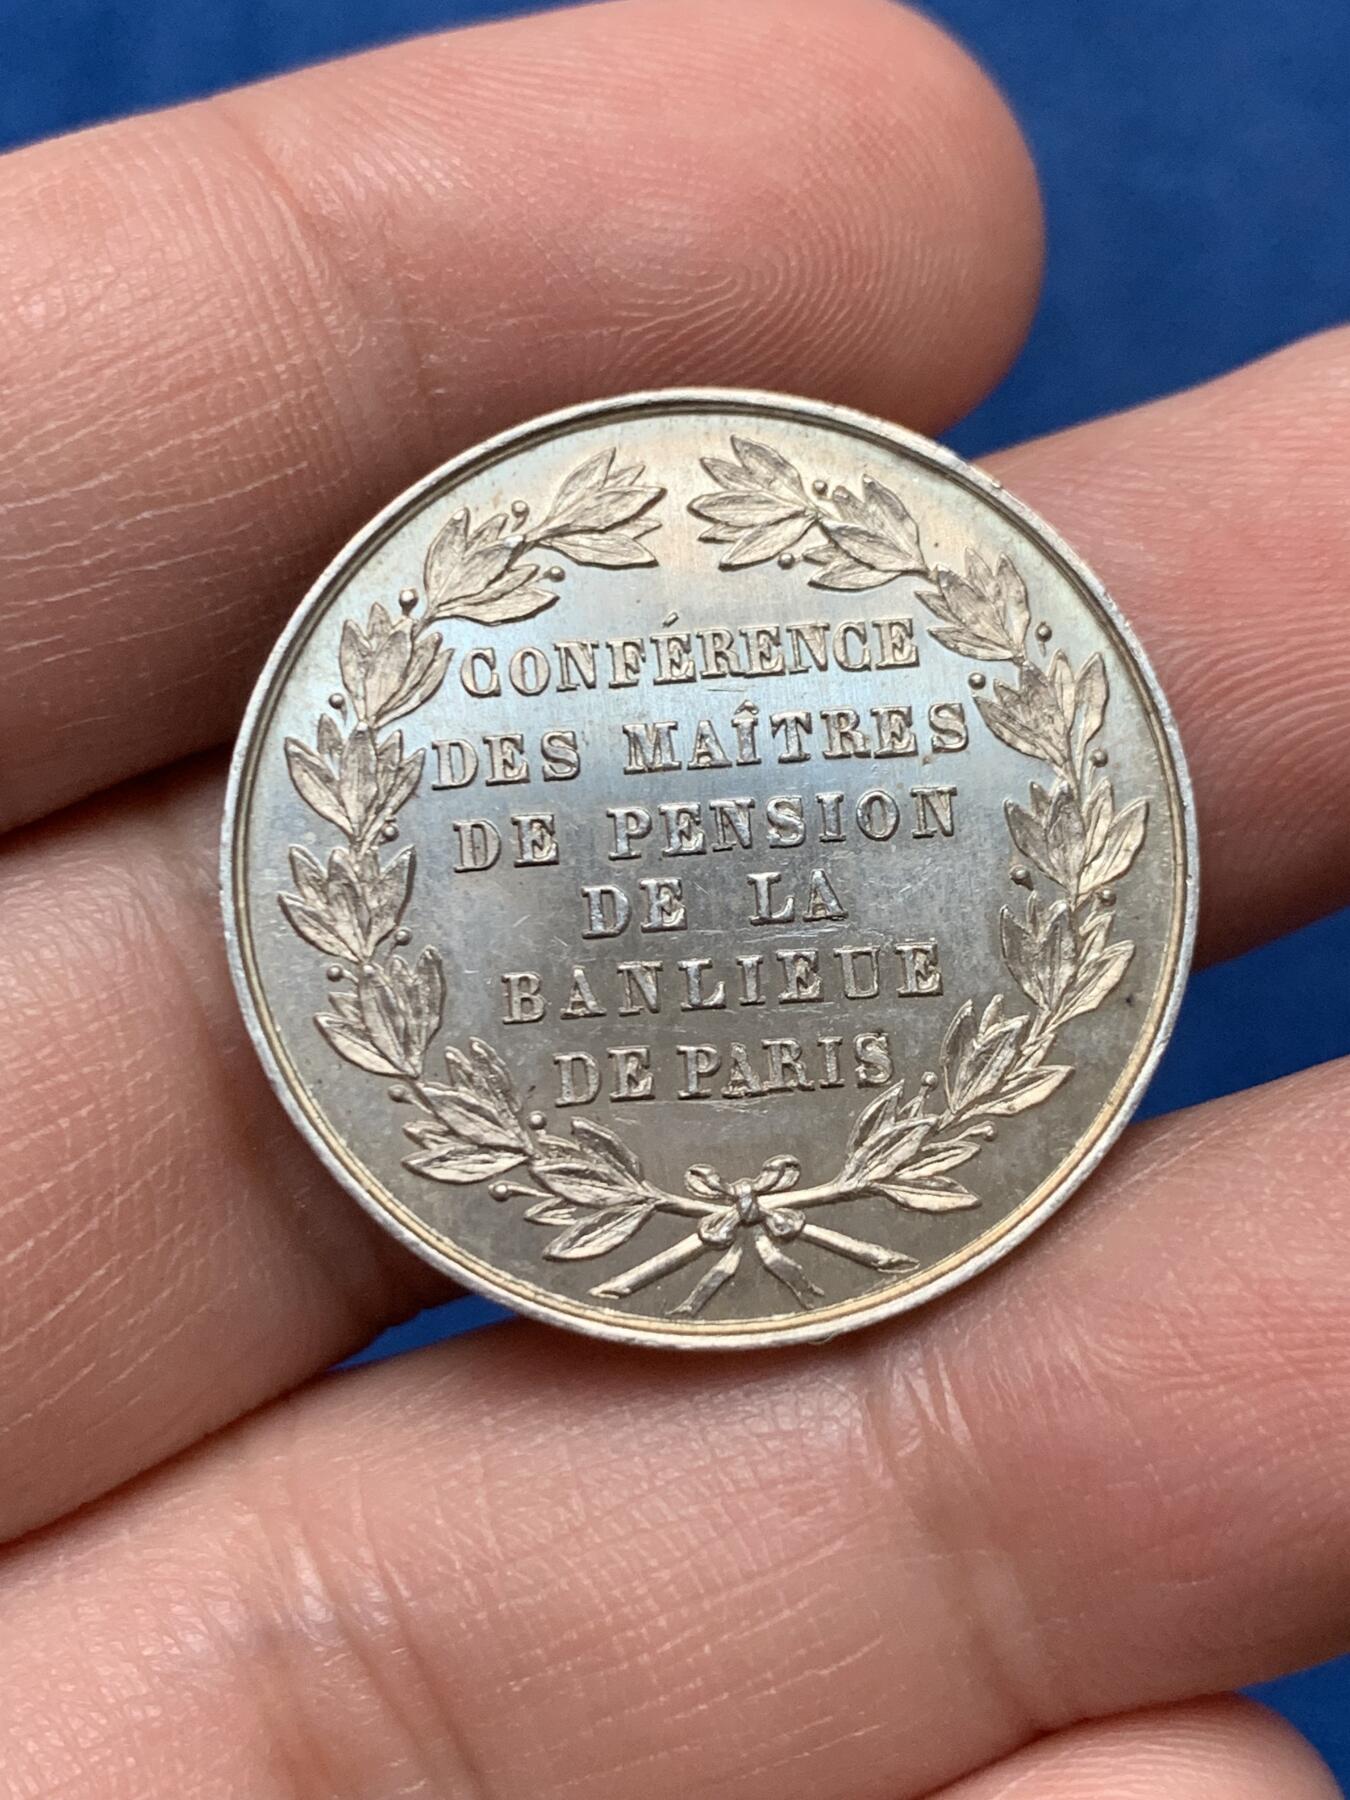 CONFÉRENCE
DES MAÎTRES
DE PENSION
DE LA
BANLIEUE
DE PARIS